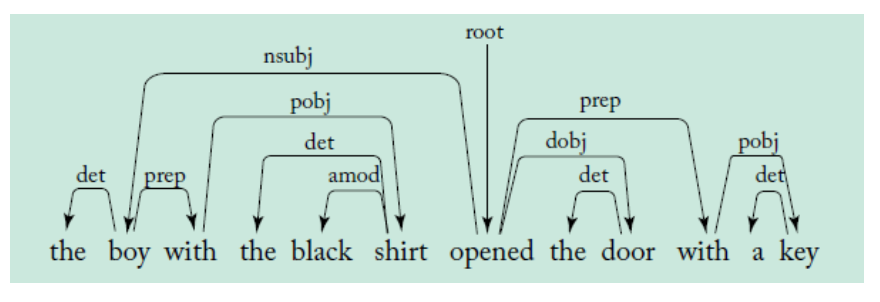 root
nsubj
pobj
prep
det
dobj
pobj
det
prep
amod
det
det
the boy with the black shirt opened the door with a key